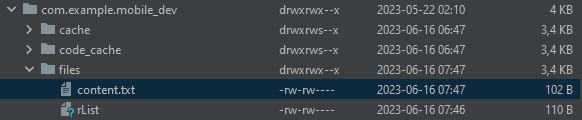 com.example.mobile_dev drwxrwx--x 2023-05-22 02:10 4 KB
cache drwxrws--x 2023-06-16 07:47 3,4 KB
code_cache drwxrws--x 2023-06-16 06:47 3,4 KB
files drwxrwx--x 2023-06-16 07:47 3,4 KB
content.txt -rw-rw---- 2023-06-16 07:47 102 B
rList -rw-rw---- 2023-06-16 07:46 110 B